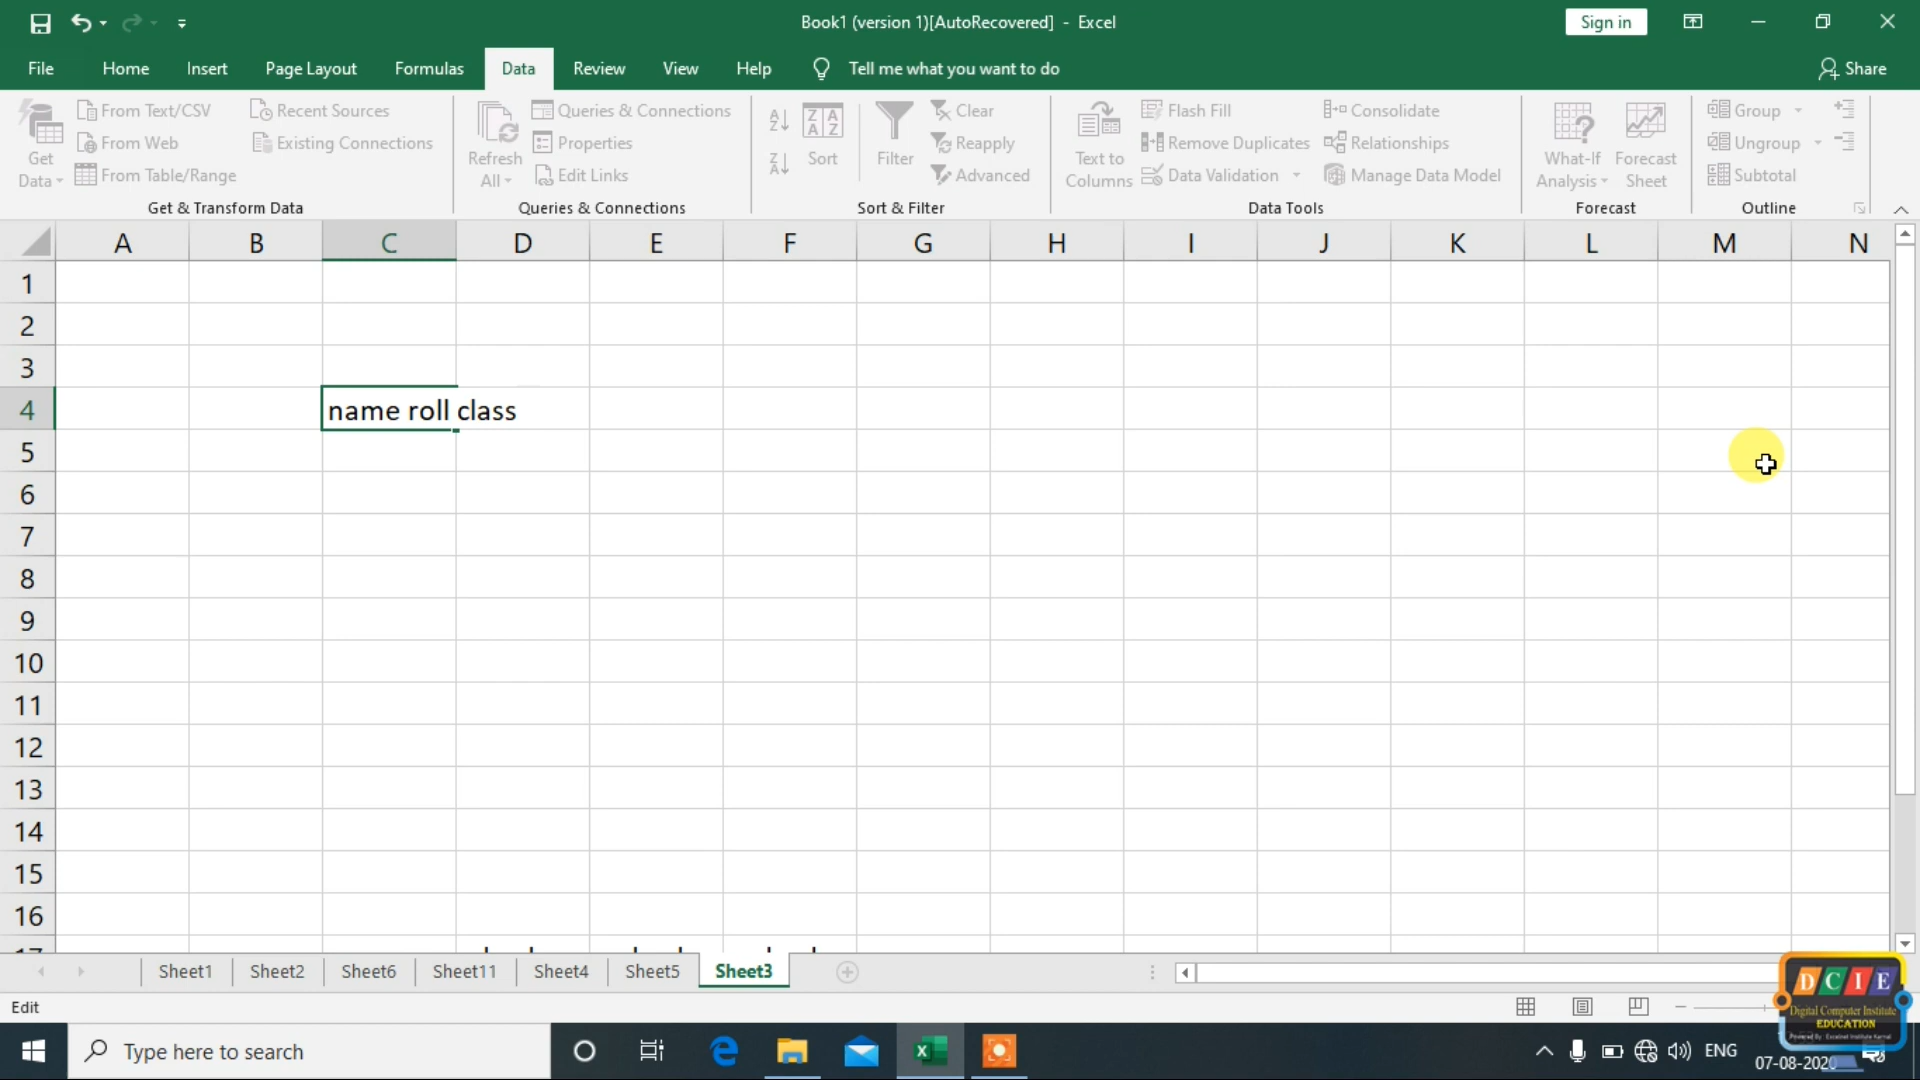 Book1 (version 1)[AutoRecovered] - Excel
Sign in
File Home Insert Page Layout Formulas Data Review View Help Tell me what you want to do Share
Get Data
From Text/CSV
From Web
From Table/Range
Recent Sources
Existing Connections
Get & Transform Data
Refresh All
Queries & Connections
Properties
Edit Links
Queries & Connections
Sort
Filter
Clear
Reapply
Advanced
Sort & Filter
Text to Columns
Flash Fill
Remove Duplicates
Data Validation
Consolidate
Relationships
Manage Data Model
Data Tools
What-If Analysis
Forecast Sheet
Forecast
Group
Ungroup
Subtotal
Outline
A B C D E F G H I J K L M N
1
2
3
4 name roll class
5
6
7
8
9
10
11
12
13
14
15
16
Sheet1 Sheet2 Sheet6 Sheet11 Sheet4 Sheet5 Sheet3
Edit
DCIE
Digital Computer Institute
EDUCATION
Type here to search
ENG
07-08-2020